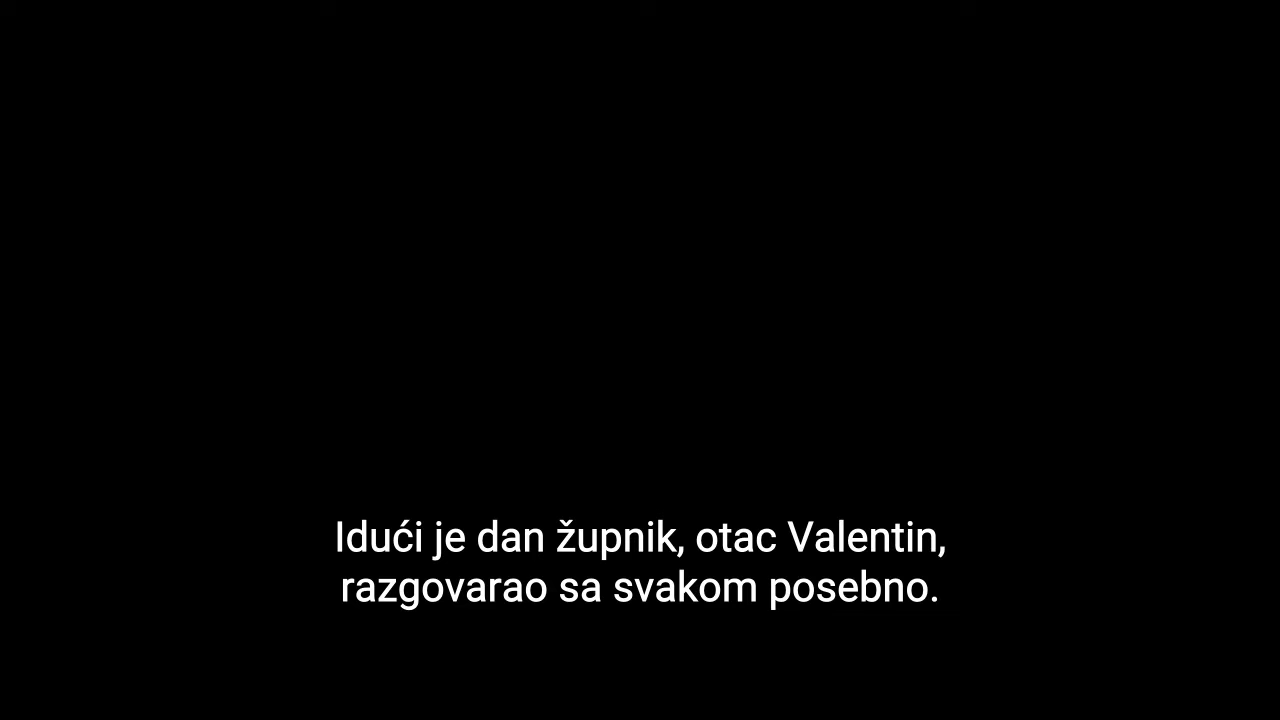 Idući je dan župnik, otac Valentin,
razgovarao sa svakom posebno.